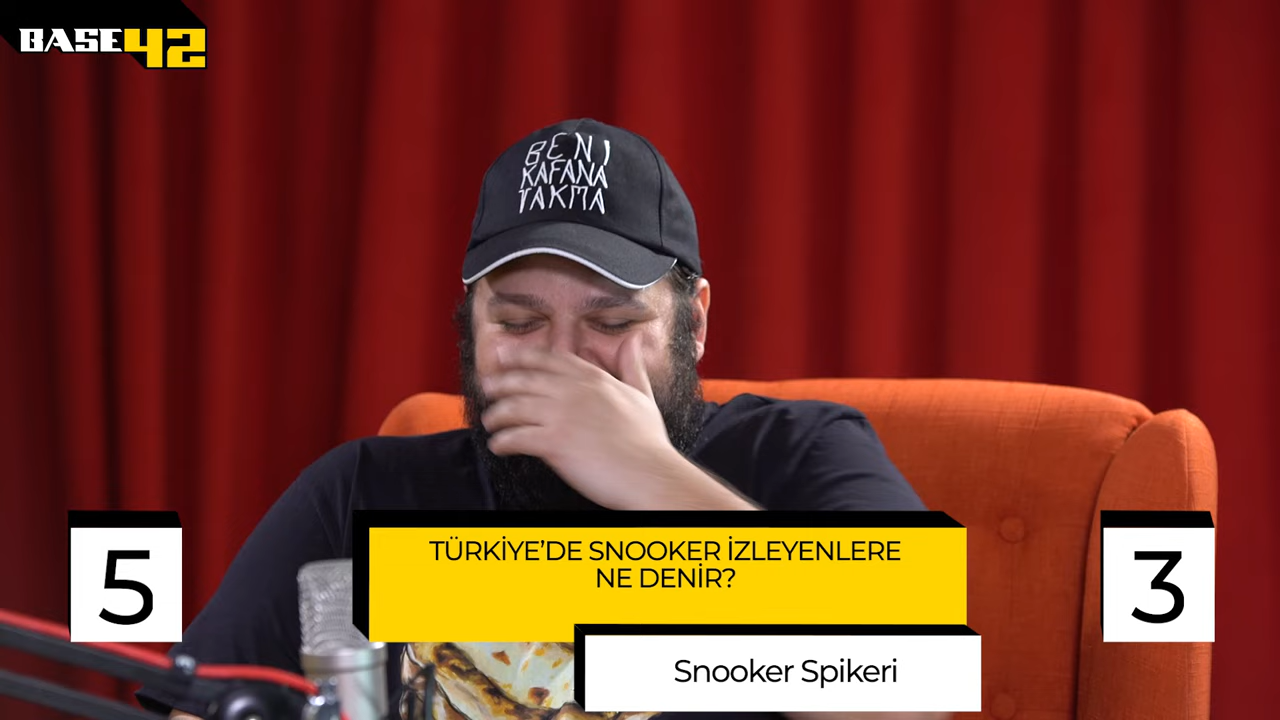 BASE42
BENİ
KAFANA
TAKMA
5
TÜRKİYE'DE SNOOKER İZLEYENLERE
NE DENİR?
3
Snooker Spikeri